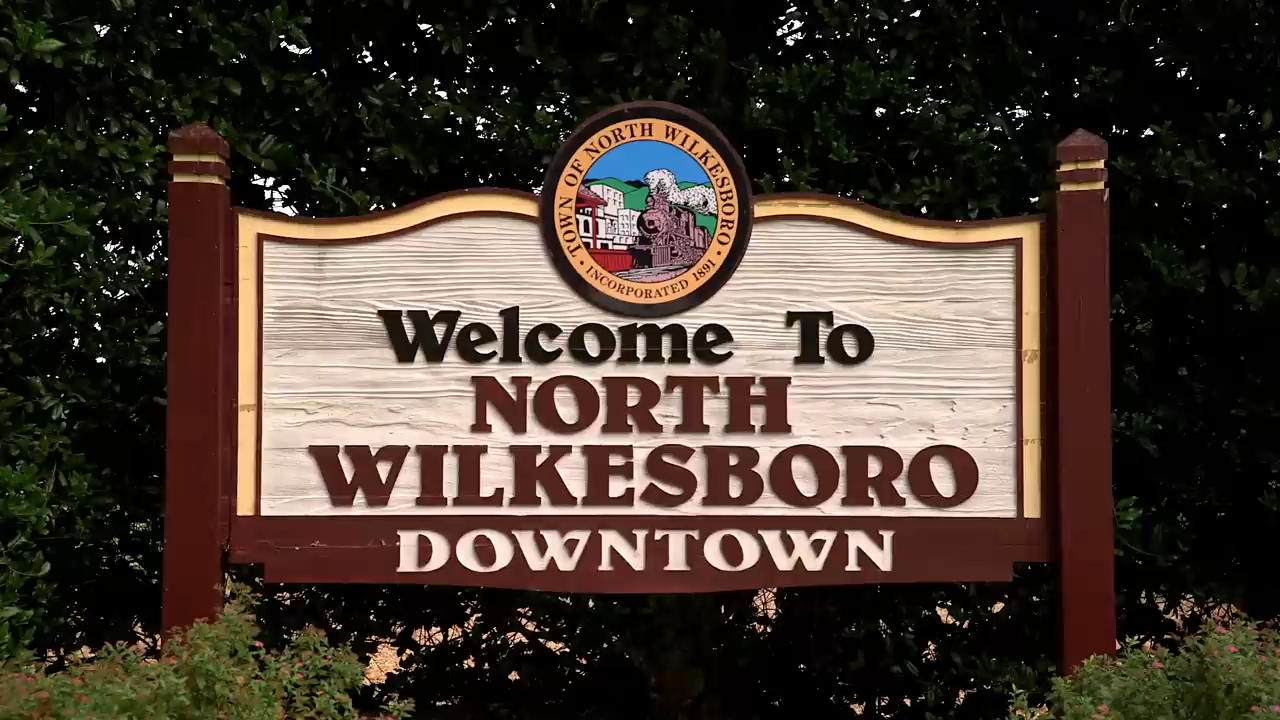 TOWN OF NORTH WILKESBORO
INCORPORATED 1891
Welcome To
NORTH
WILKESBORO
DOWNTOWN